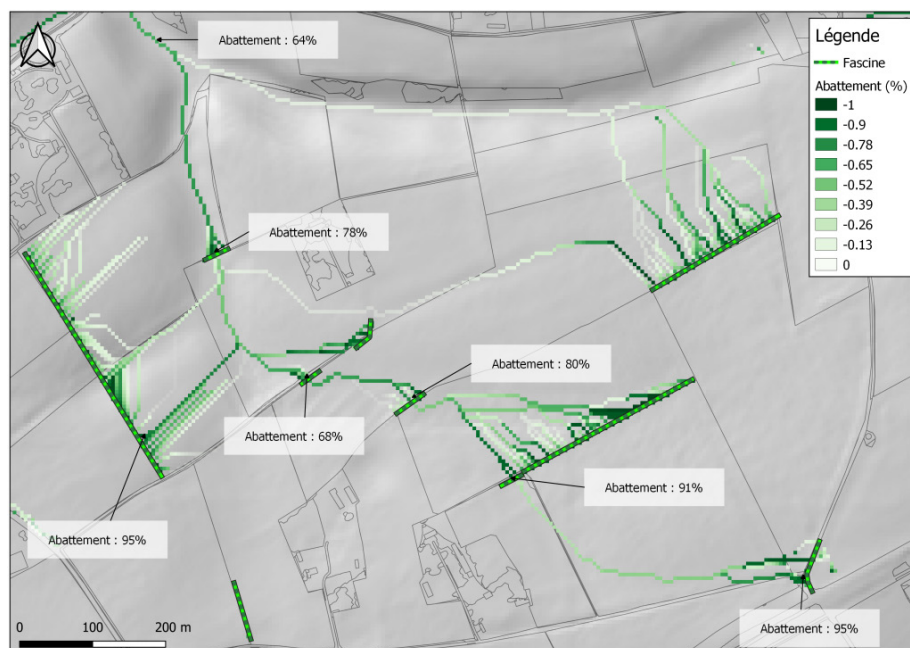 Abattement : 64%
Légende
Fascine
Abattement (%)
-1
-0.9
-0.78
-0.65
-0.52
-0.39
-0.26
-0.13
0
Abattement : 78%
Abattement : 80%
Abattement : 68%
Abattement : 91%
Abattement : 95%
Abattement : 95%
0 100 200 m